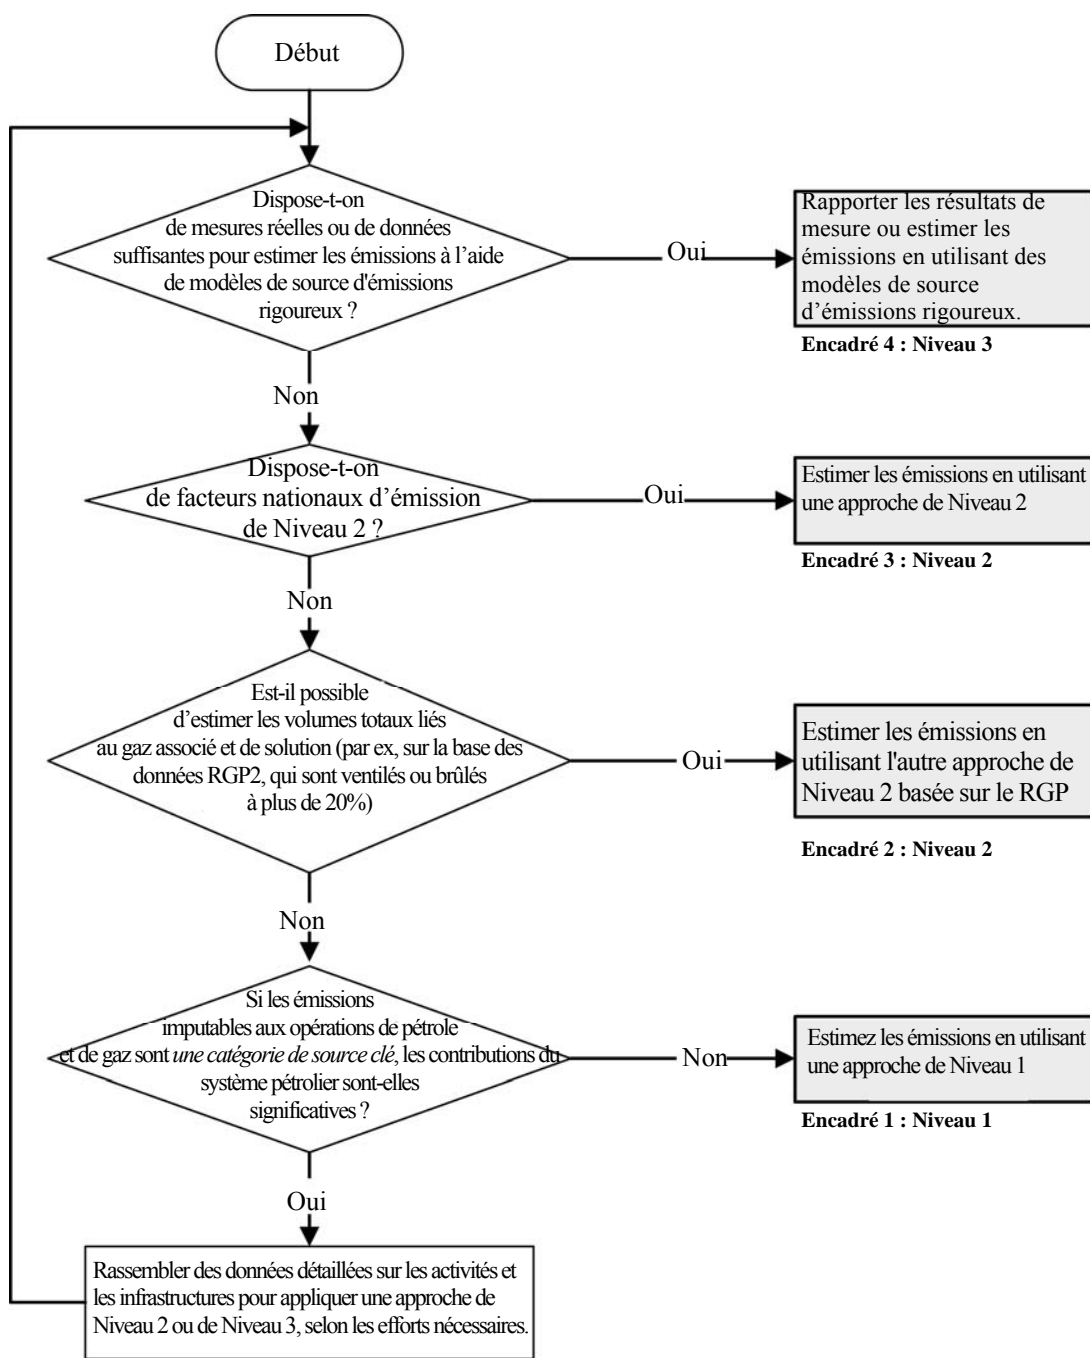 Début
Dispose-t-on
de mesures réelles ou de données
suffisantes pour estimer les émissions à l’aide
de modèles de source d'émissions
rigoureux ?
Oui
Rapporter les résultats de
mesure ou estimer les
émissions en utilisant des
modèles de source
d’émissions rigoureux.
Encadré 4 : Niveau 3
Non
Dispose-t-on
de facteurs nationaux d’émission
de Niveau 2 ?
Oui
Estimer les émissions en utilisant
une approche de Niveau 2
Encadré 3 : Niveau 2
Non
Est-il possible
d’estimer les volumes totaux liés
au gaz associé et de solution (par ex, sur la base des
données RGP2, qui sont ventilés ou brûlés
à plus de 20%)
Oui
Estimer les émissions en
utilisant l'autre approche de
Niveau 2 basée sur le RGP
Encadré 2 : Niveau 2
Non
Si les émissions
imputables aux opérations de pétrole
et de gaz sont une catégorie de source clé, les contributions du
système pétrolier sont-elles
significatives ?
Non
Estimez les émissions en utilisant
une approche de Niveau 1
Encadré 1 : Niveau 1
Oui
Rassembler des données détaillées sur les activités et
les infrastructures pour appliquer une approche de
Niveau 2 ou de Niveau 3, selon les efforts nécessaires.